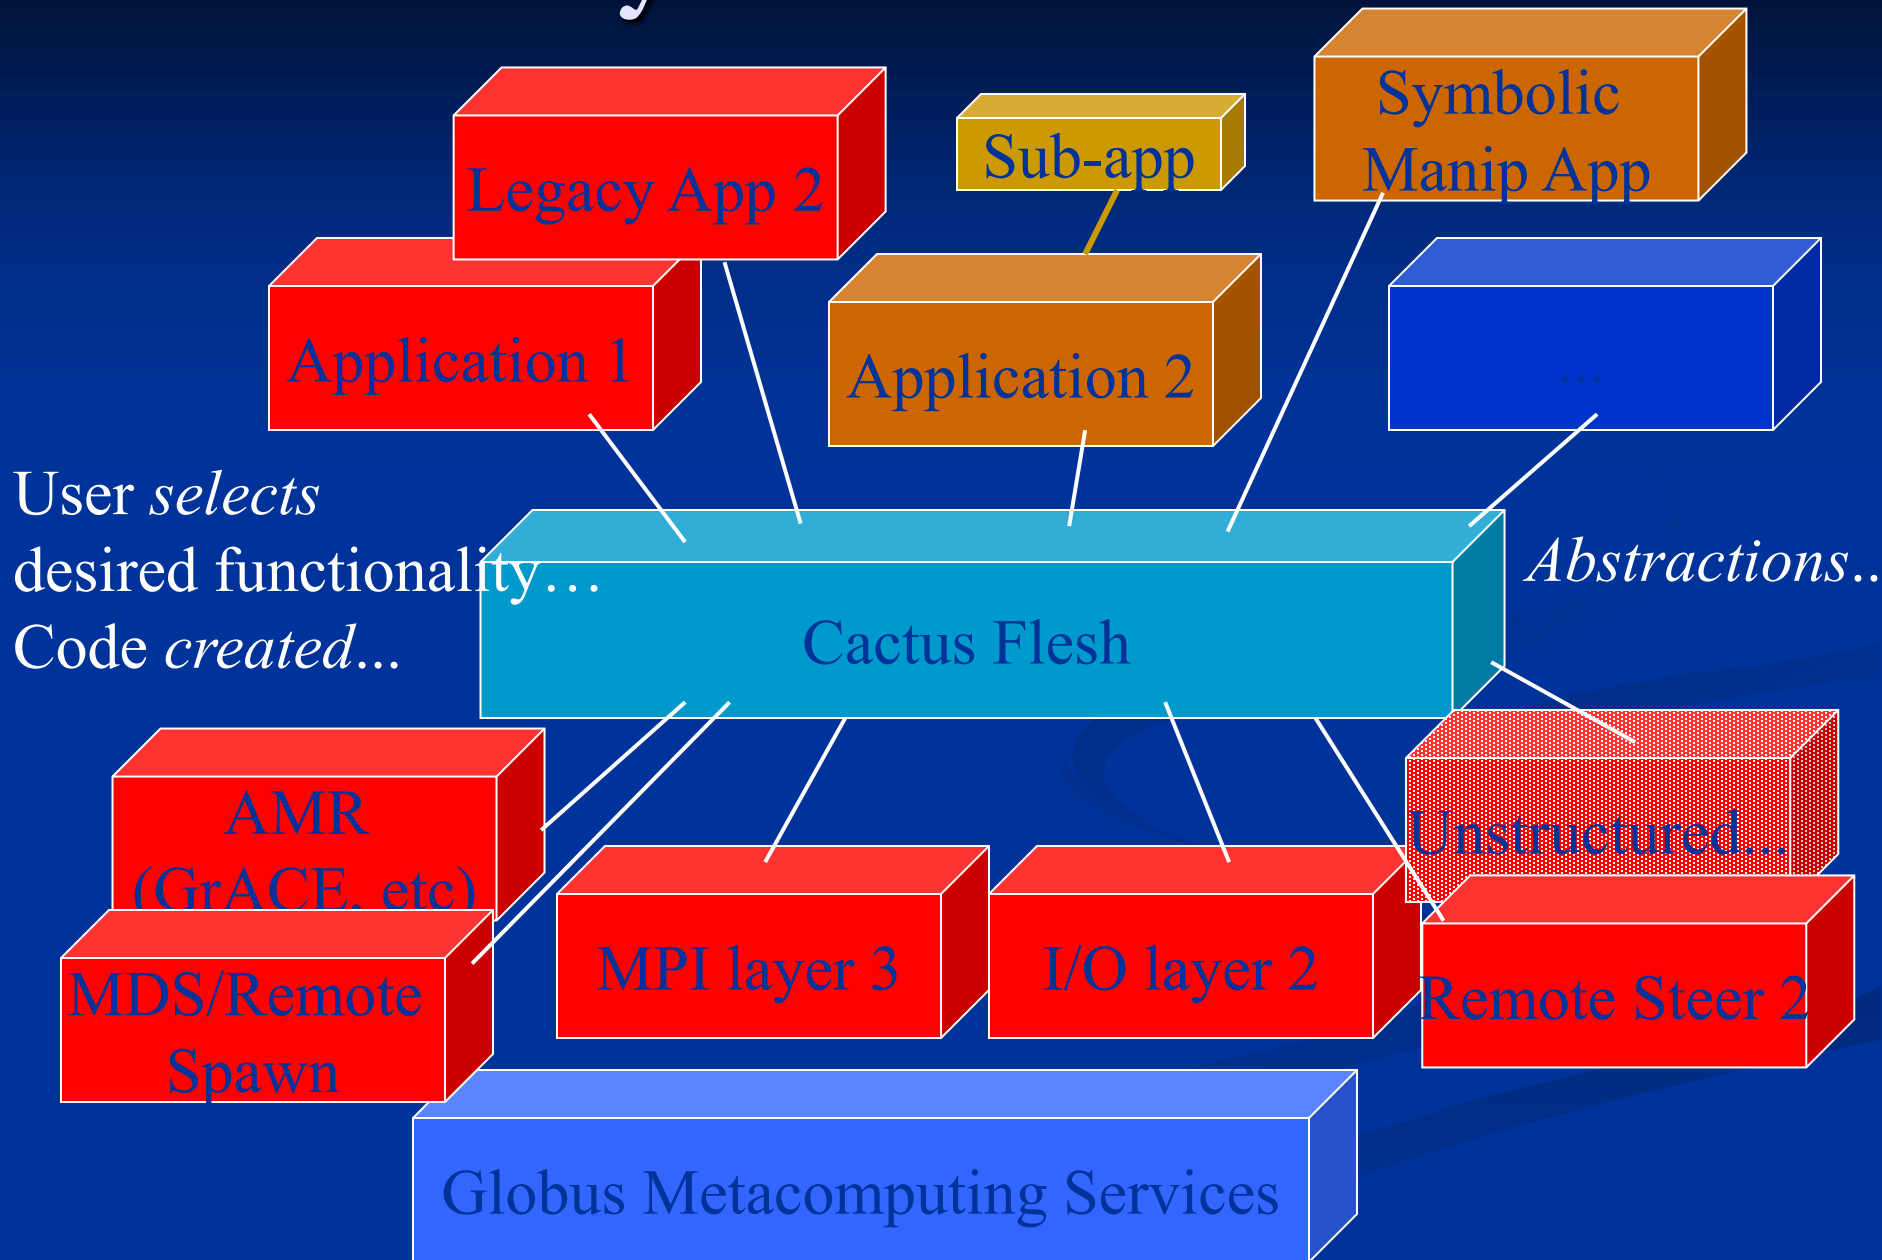 Symbolic
Manip App
Sub-app
Legacy App 2
Application 1
Application 2
...
User selects
desired functionality…
Code created...
Abstractions..
Cactus Flesh
AMR
(GrACE, etc)
Unstructured...
MPI layer 3
I/O layer 2
Remote Steer 2
MDS/Remote
Spawn
Globus Metacomputing Services